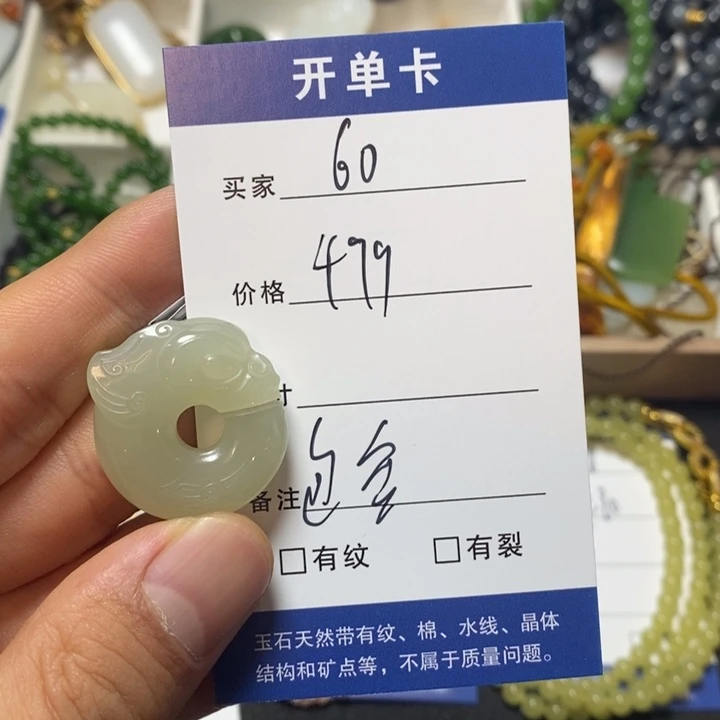 开单卡
买家 60
价格 499
计
备注
□有纹 □有裂
玉石天然带有纹、棉、水线、晶体
结构和矿点等，不属于质量问题。